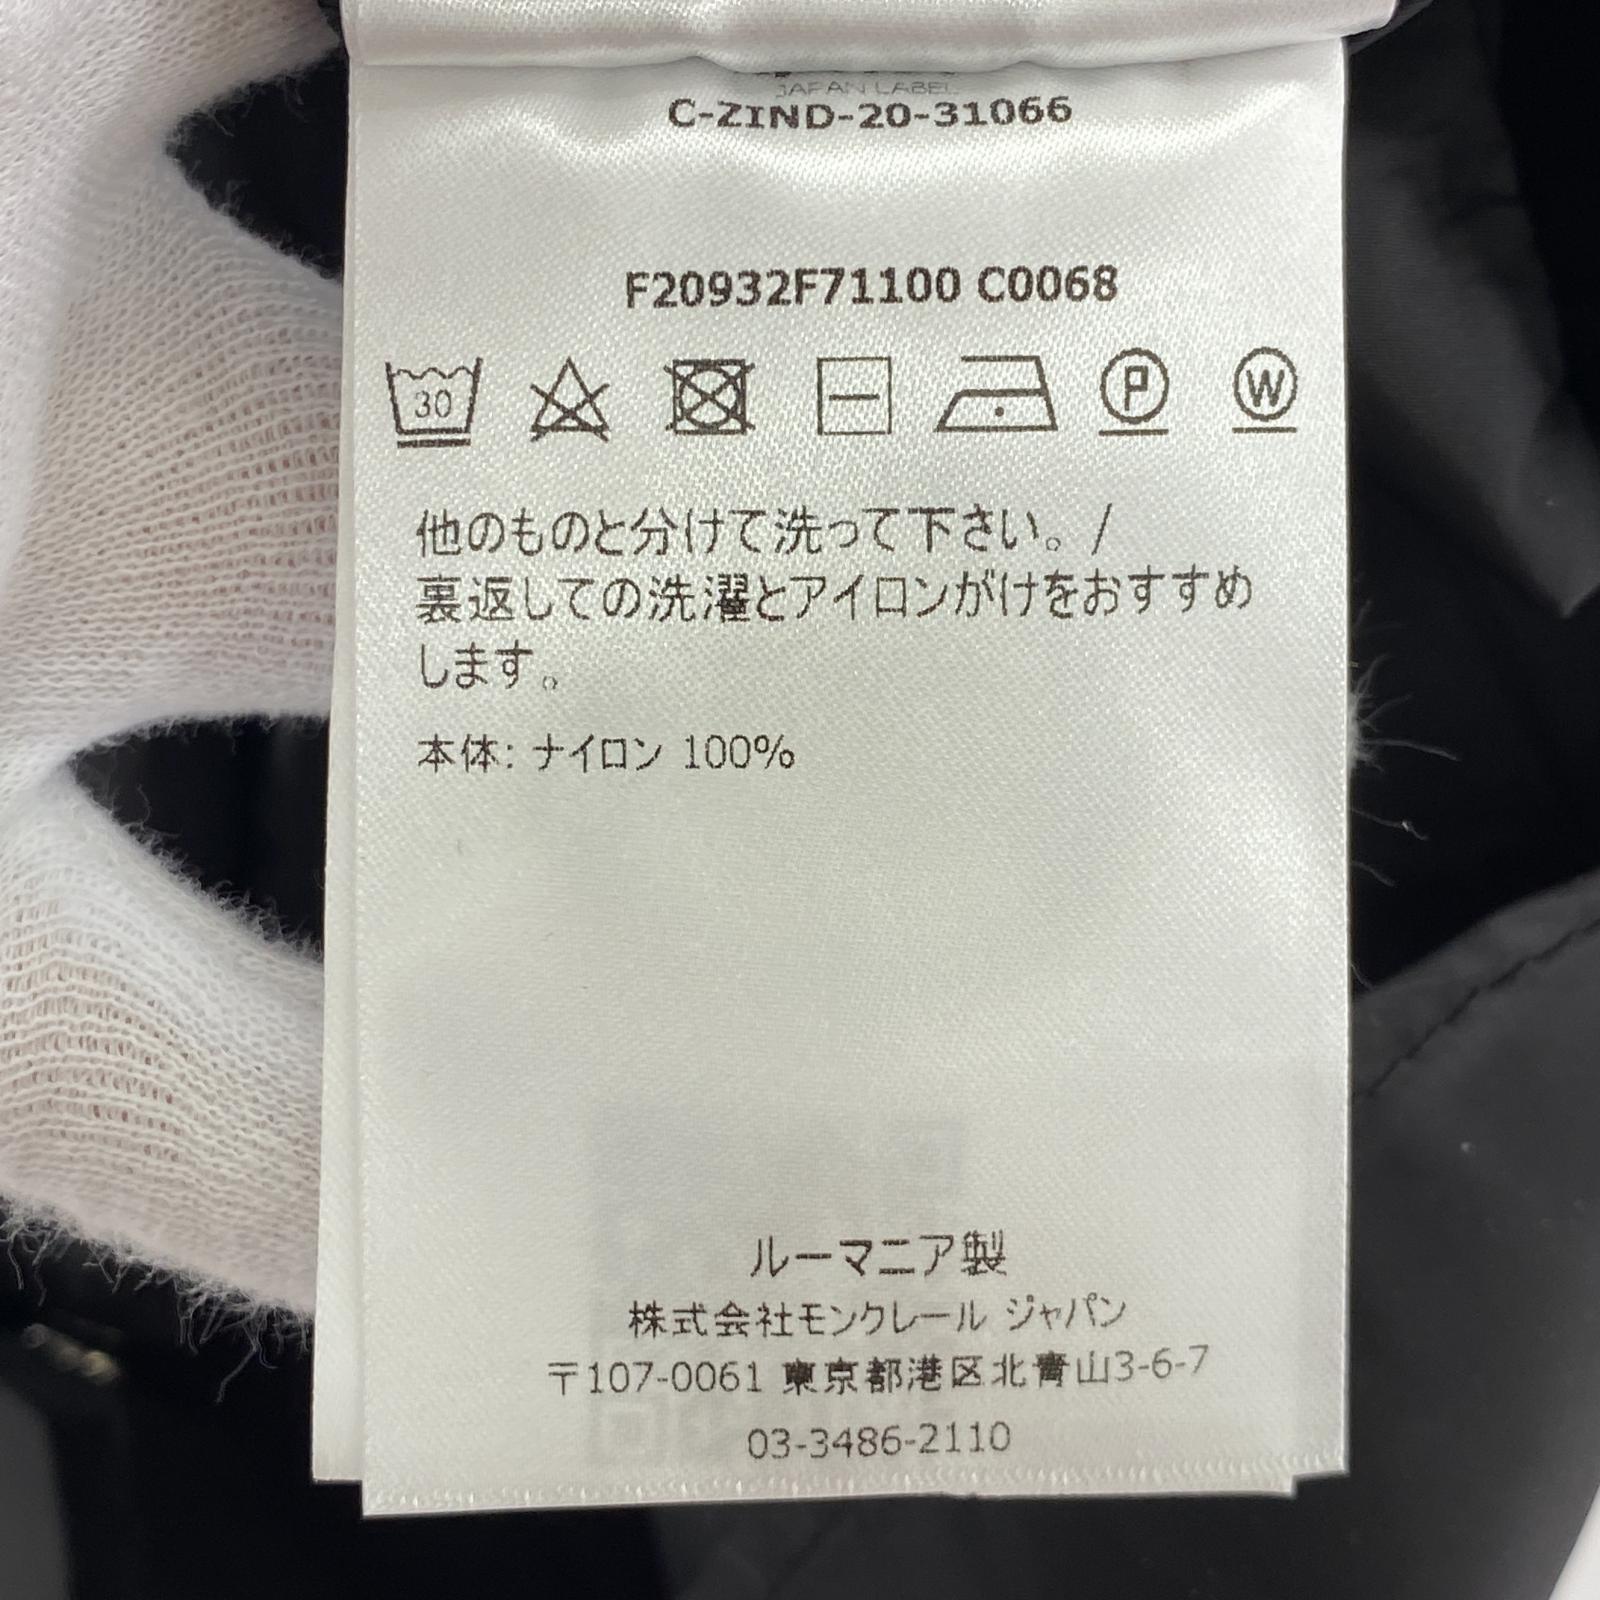 JAPAN LABEL
C-ZIND-20-31066
F20932F71100 C0068
30 P W
他のものと分けて洗って下さい。/
裏返しての洗濯とアイロンがけをおすすめ
します。
本体: ナイロン 100%
ルーマニア製
株式会社モンクレール ジャパン
〒107-0061 東京都港区北青山3-6-7
03-3486-2110